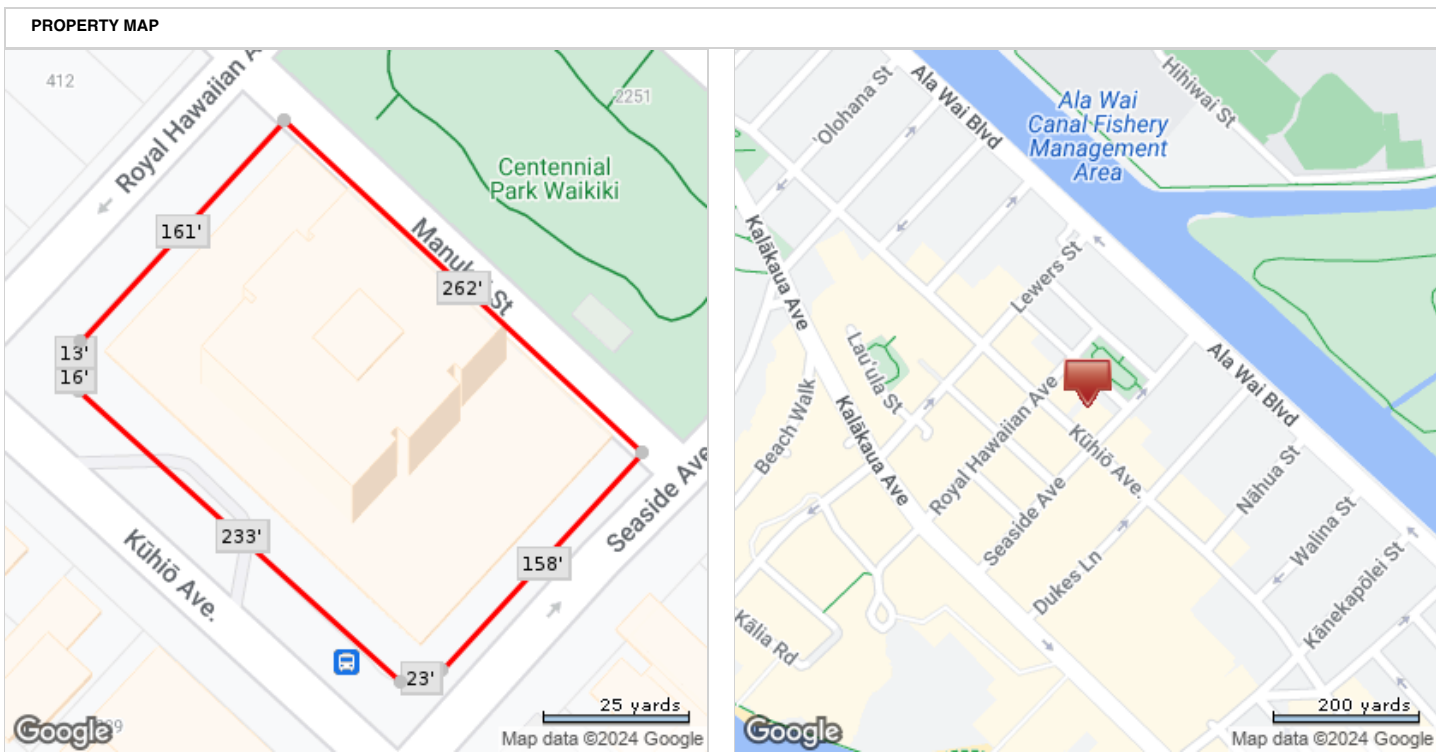 PROPERTY MAP
412
Royal Hawaiian A
2251
Centennial
Park Waikiki
161'
262'
13'
16'
233'
Kūhiō Ave.
158'
Seaside Ave
23'
25 yards
Google
Map data ©2024 Google
Ala Wai Blvd
Hihiwai St
'Olohana St
Ala Wai
Canal Fishery
Management
Area
Kalākaua Ave
Lewers St
Lau'ula St
Beach Walk
Kalākaua Ave
Royal Hawaiian Ave
Kūhiō Ave.
Ala Wai Blvd
Seaside Ave
Nāhua St
Walina St
Dukes Ln
Kānekapōlei St
Kālia Rd
200 yards
Google
Map data ©2024 Google